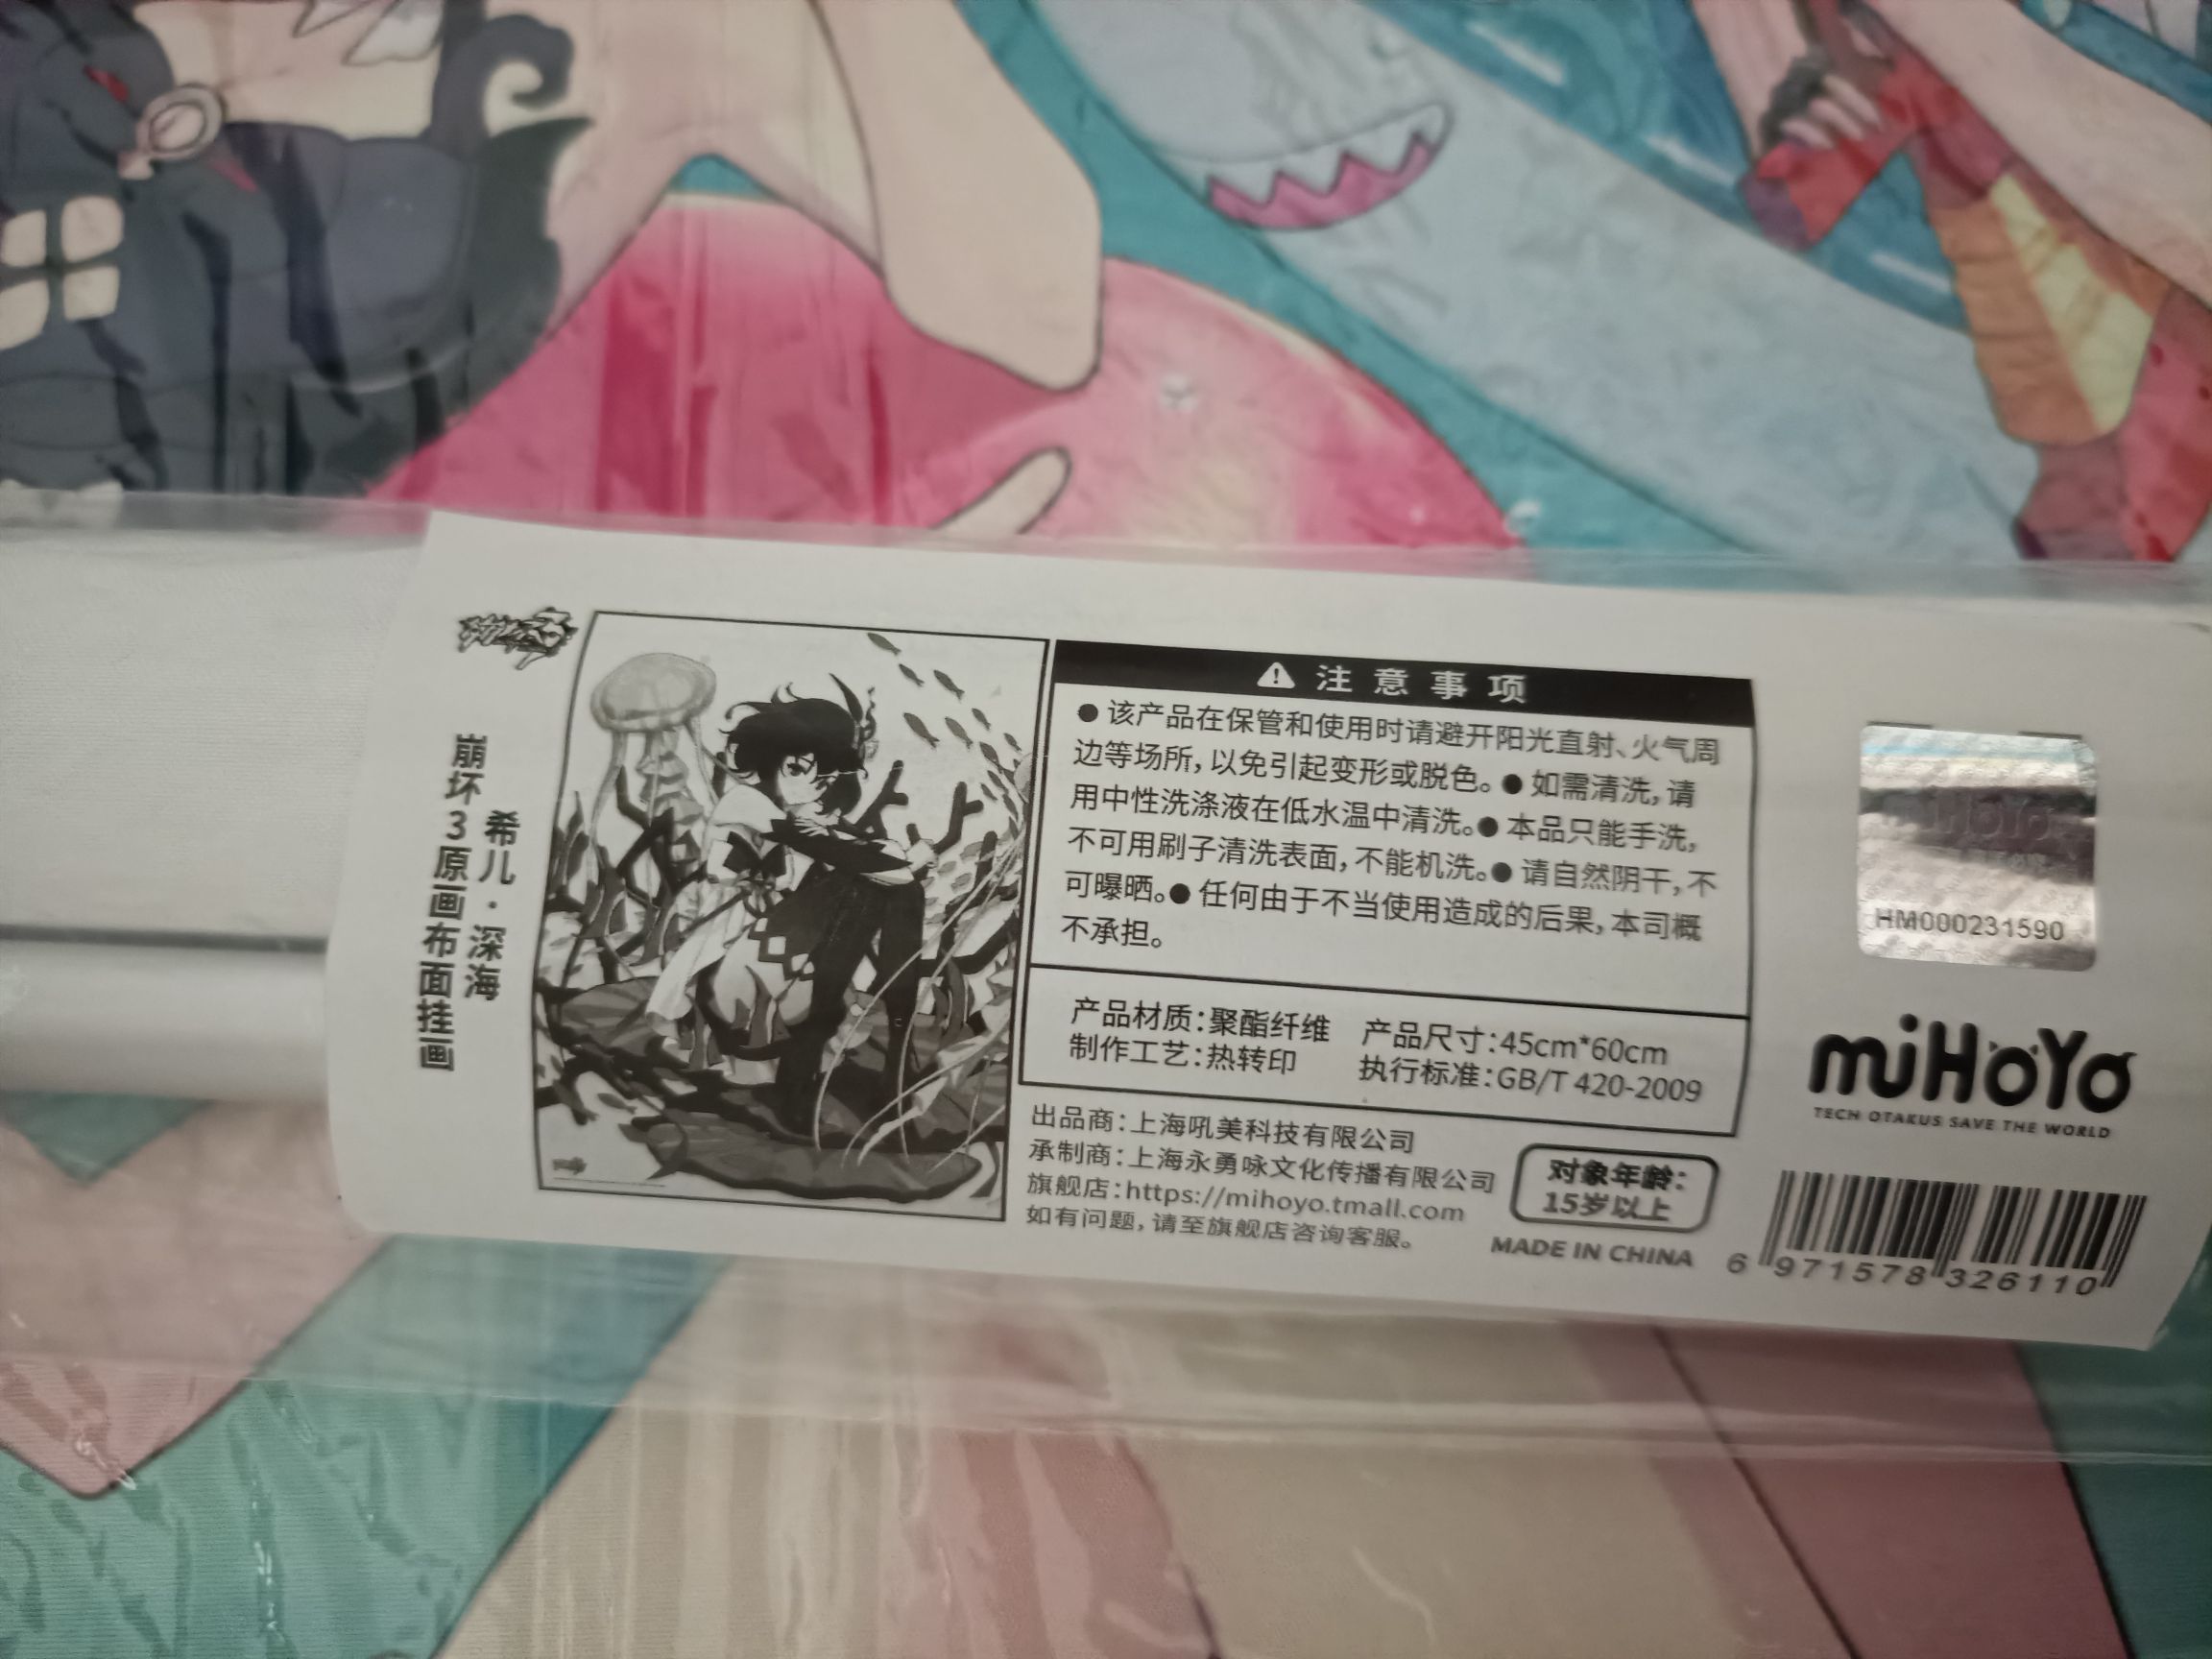 崩坏3
崩坏3原画布面挂画
希儿·深海
注意事项
●该产品在保管和使用时请避开阳光直射、火气周
边等场所,以免引起变形或脱色。●如需清洗,请
用中性洗涤液在低水温中清洗。●本品只能手洗,
不可用刷子清洗表面,不能机洗。●请自然阴干,不
可曝晒。●任何由于不当使用造成的后果,本司概
不承担。
产品材质:聚酯纤维 产品尺寸:45cm*60cm
制作工艺:热转印 执行标准:GB/T 420-2009
出品商:上海吼美科技有限公司
承制商:上海永勇咏文化传播有限公司
旗舰店:https://mihoyo.tmall.com
如有问题,请至旗舰店咨询客服。
对象年龄:
15岁以上
MADE IN CHINA
miHoYo
HM000231590
miHoYo
TECH OTAKUS SAVE THE WORLD
6 971578 326110